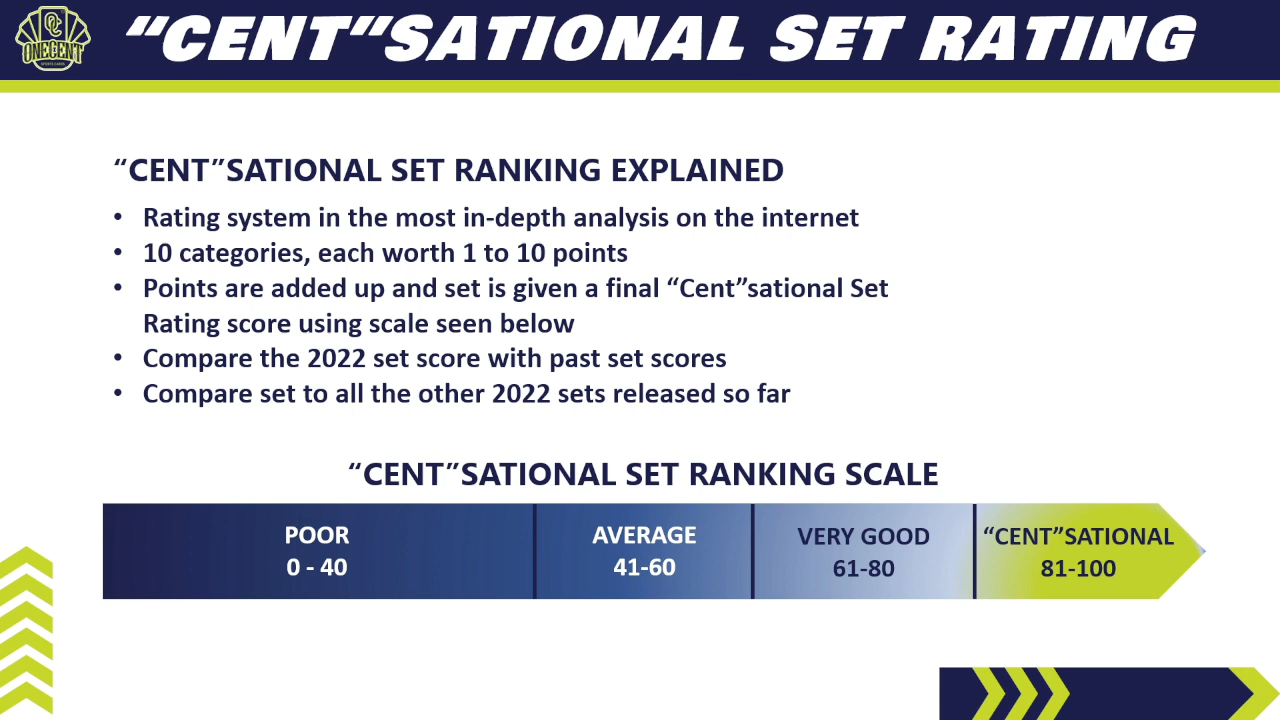 OC
ONECENT
SPORTS CARDS
“CENT”SATIONAL SET RATING
“CENT”SATIONAL SET RANKING EXPLAINED
• Rating system in the most in-depth analysis on the internet
• 10 categories, each worth 1 to 10 points
• Points are added up and set is given a final “Cent”sational Set
Rating score using scale seen below
• Compare the 2022 set score with past set scores
• Compare set to all the other 2022 sets released so far
“CENT”SATIONAL SET RANKING SCALE
POOR
0 - 40
AVERAGE
41-60
VERY GOOD
61-80
“CENT”SATIONAL
81-100